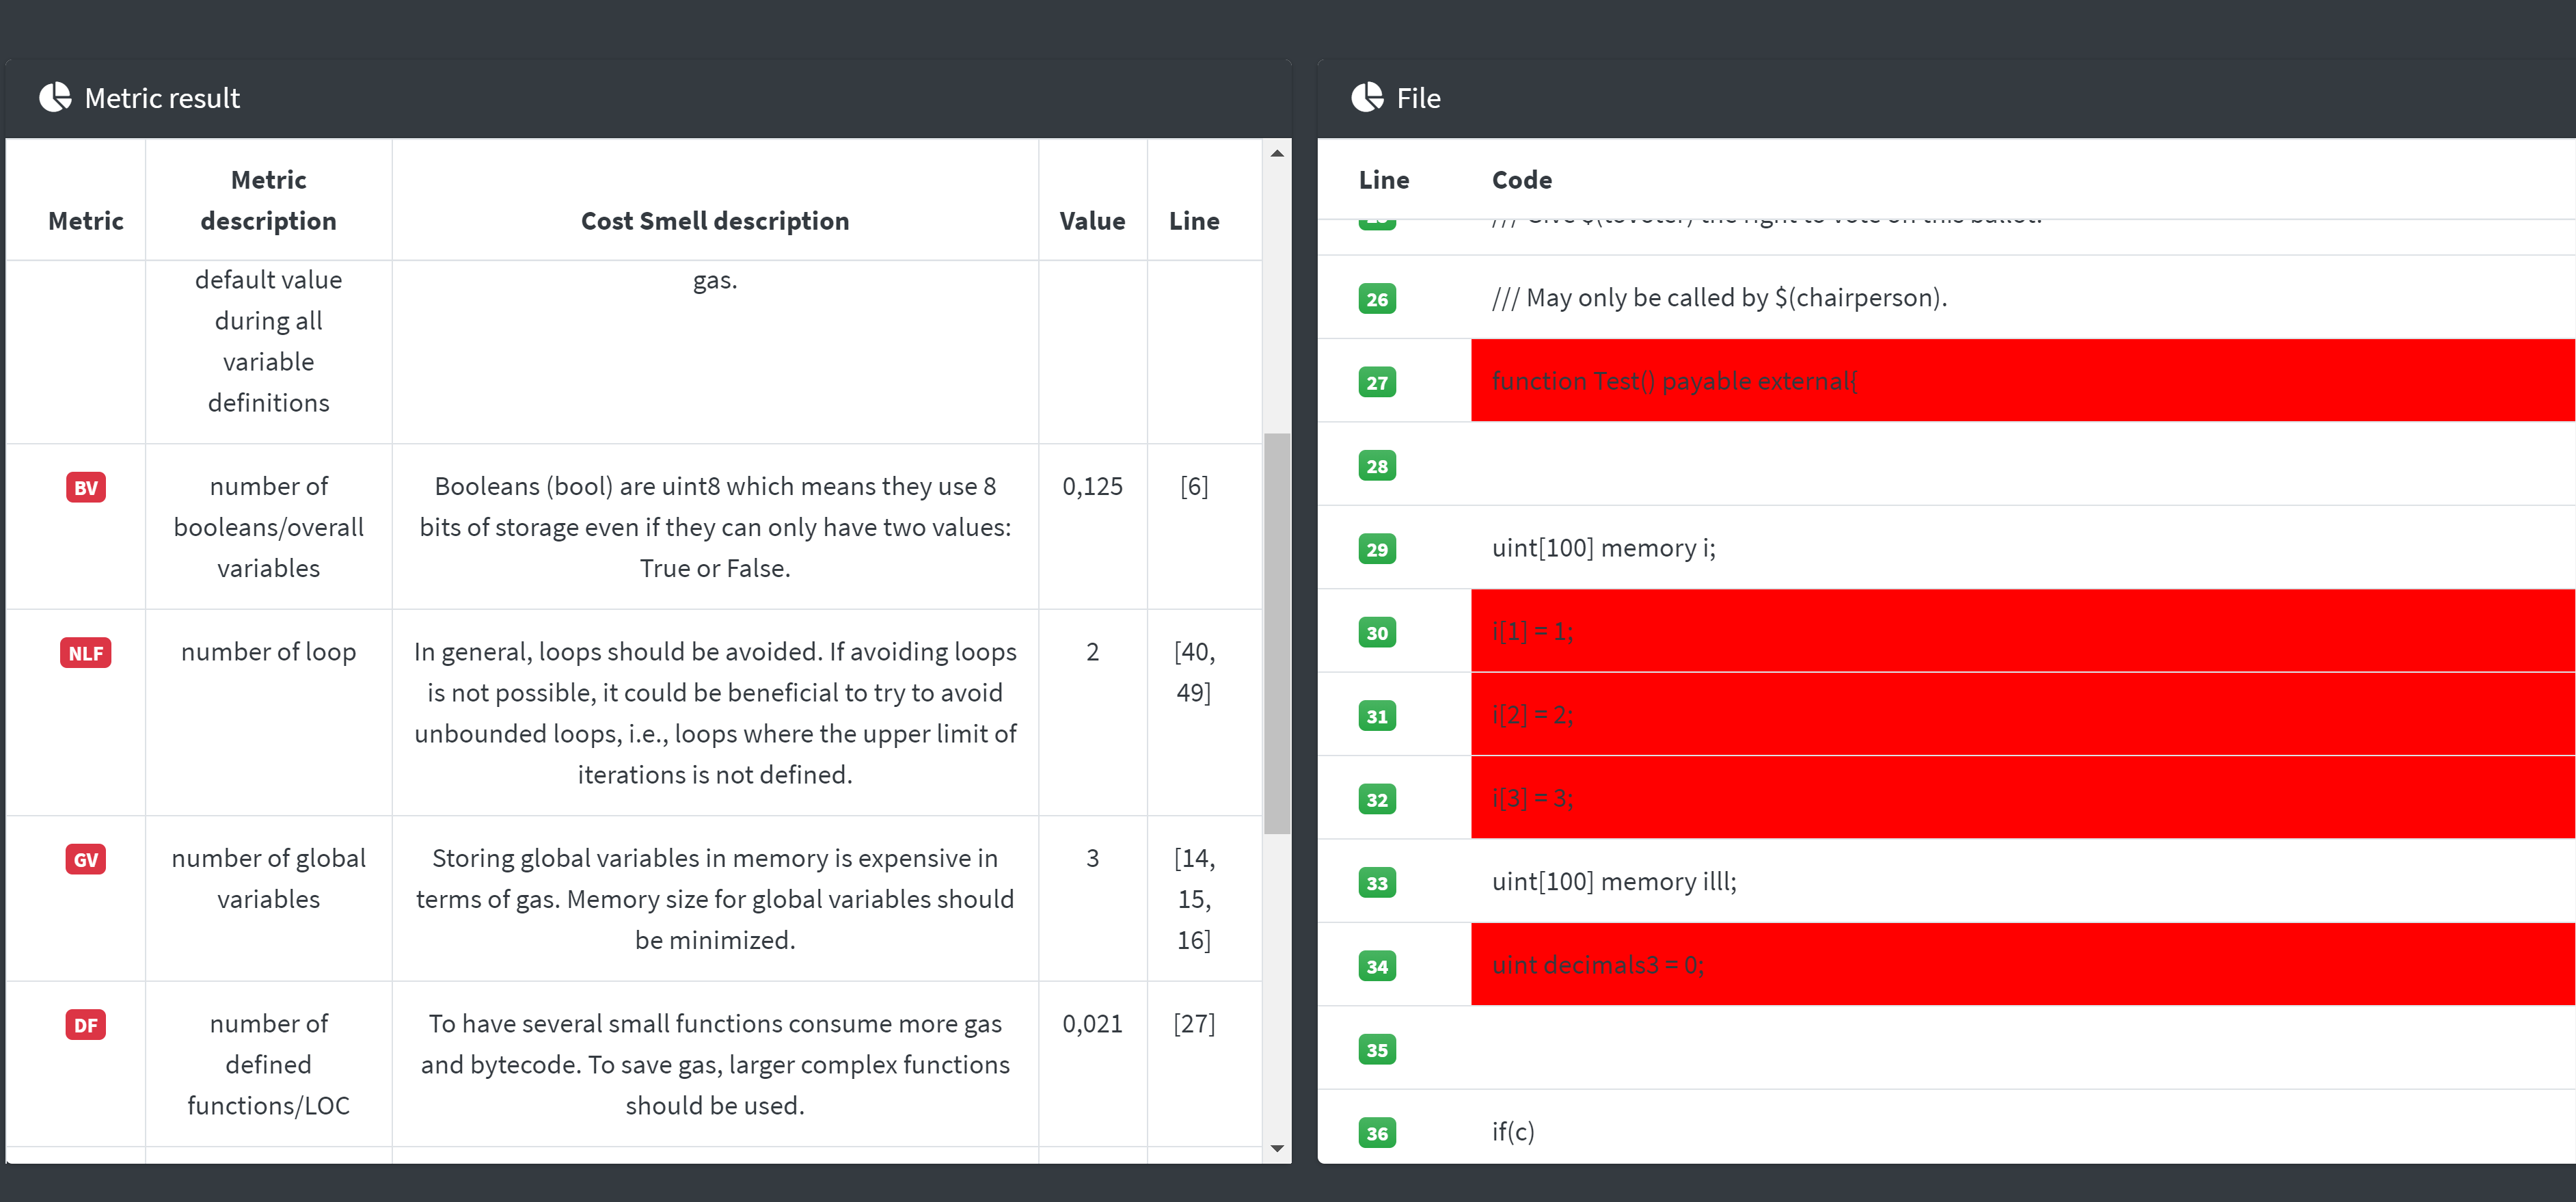 Metric result
Metric
Metric
description
Cost Smell description
Value
Line
default value
during all
variable
definitions
gas.
BV
number of
booleans/overall
variables
Booleans (bool) are uint8 which means they use 8
bits of storage even if they can only have two values:
True or False.
0,125
[6]
NLF
number of loop
In general, loops should be avoided. If avoiding loops
is not possible, it could be beneficial to try to avoid
unbounded loops, i.e., loops where the upper limit of
iterations is not defined.
2
[40,
49]
GV
number of global
variables
Storing global variables in memory is expensive in
terms of gas. Memory size for global variables should
be minimized.
3
[14,
15,
16]
DF
number of
defined
functions/LOC
To have several small functions consume more gas
and bytecode. To save gas, larger complex functions
should be used.
0,021
[27]
File
Line Code
/// Give $(toVoter) the right to vote on this ballot.
26 /// May only be called by $(chairperson).
27 function Test() payable external{
28
29 uint[100] memory i;
30 i[1] = 1;
31 i[2] = 2;
32 i[3] = 3;
33 uint[100] memory illl;
34 uint decimals3 = 0;
35
36 if(c)